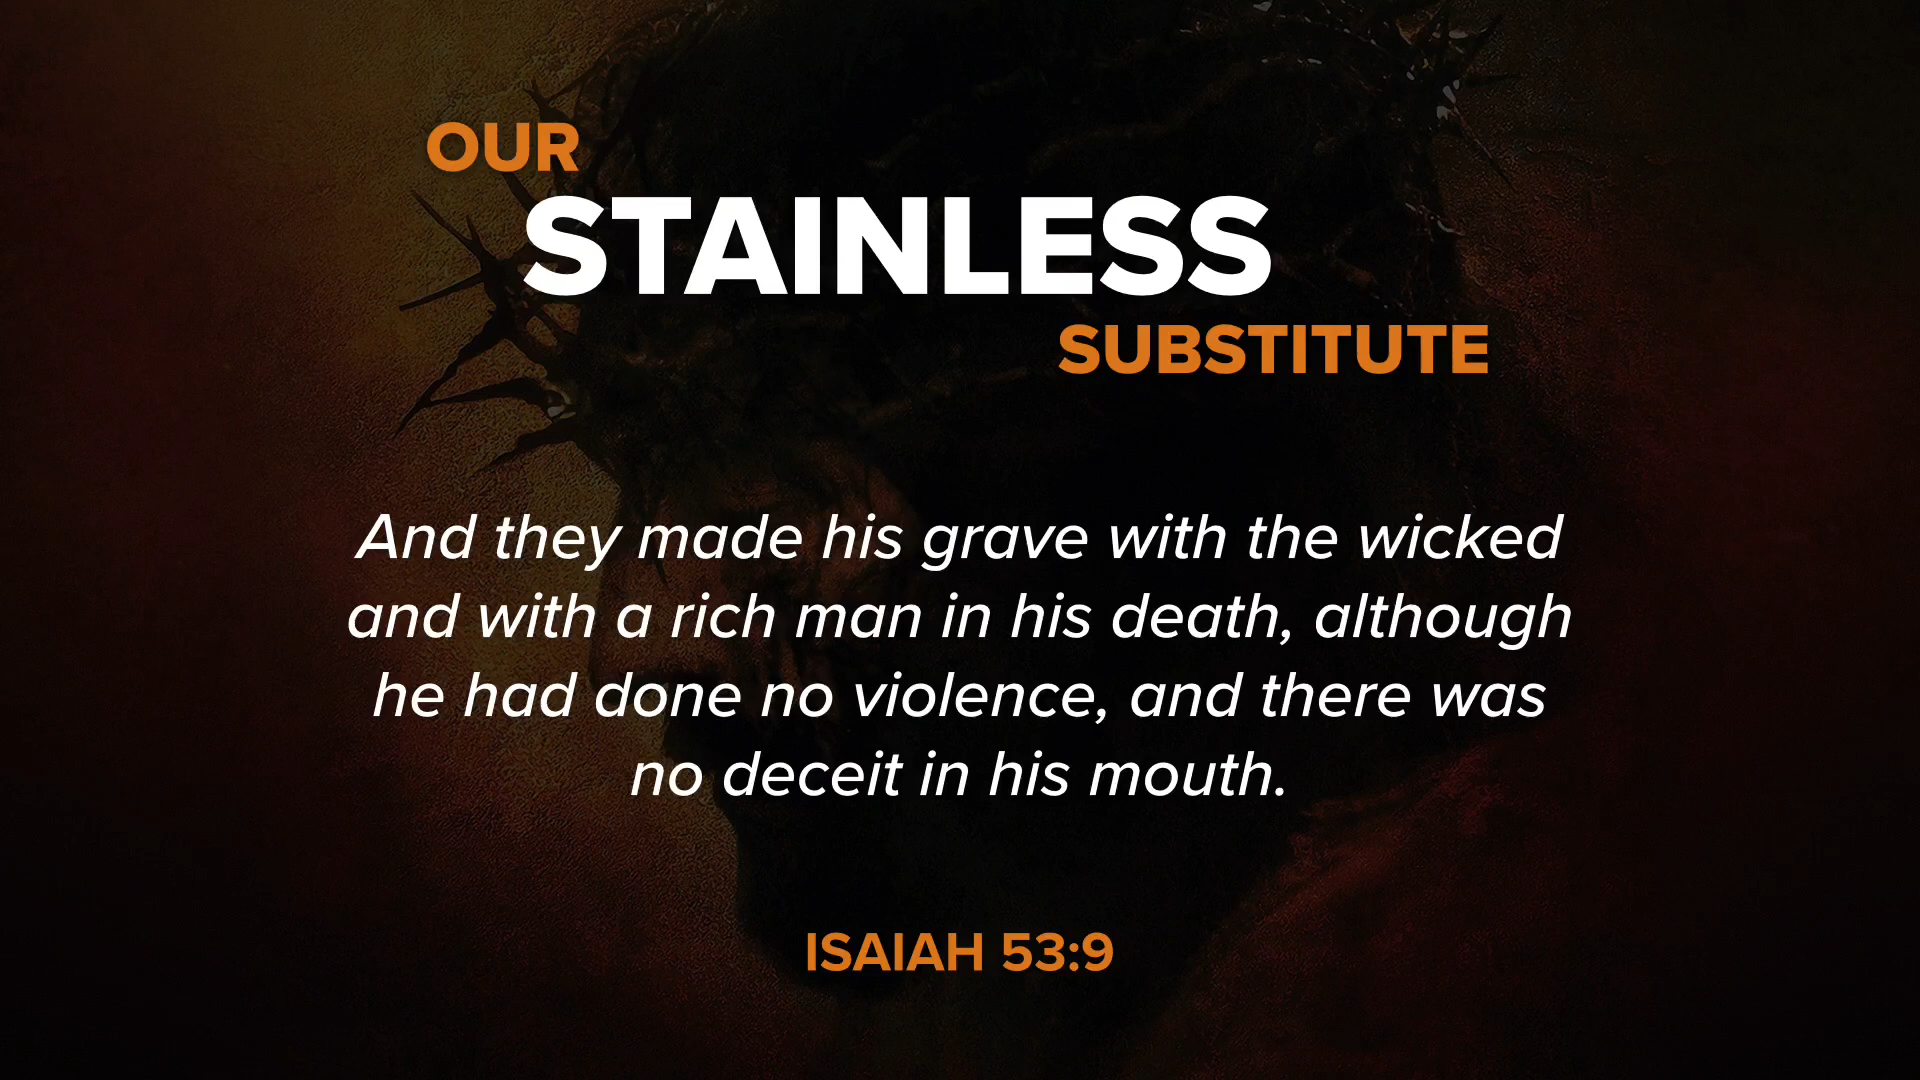 OUR
STAINLESS
SUBSTITUTE
And they made his grave with the wicked
and with a rich man in his death, although
he had done no violence, and there was
no deceit in his mouth.
ISAIAH 53:9